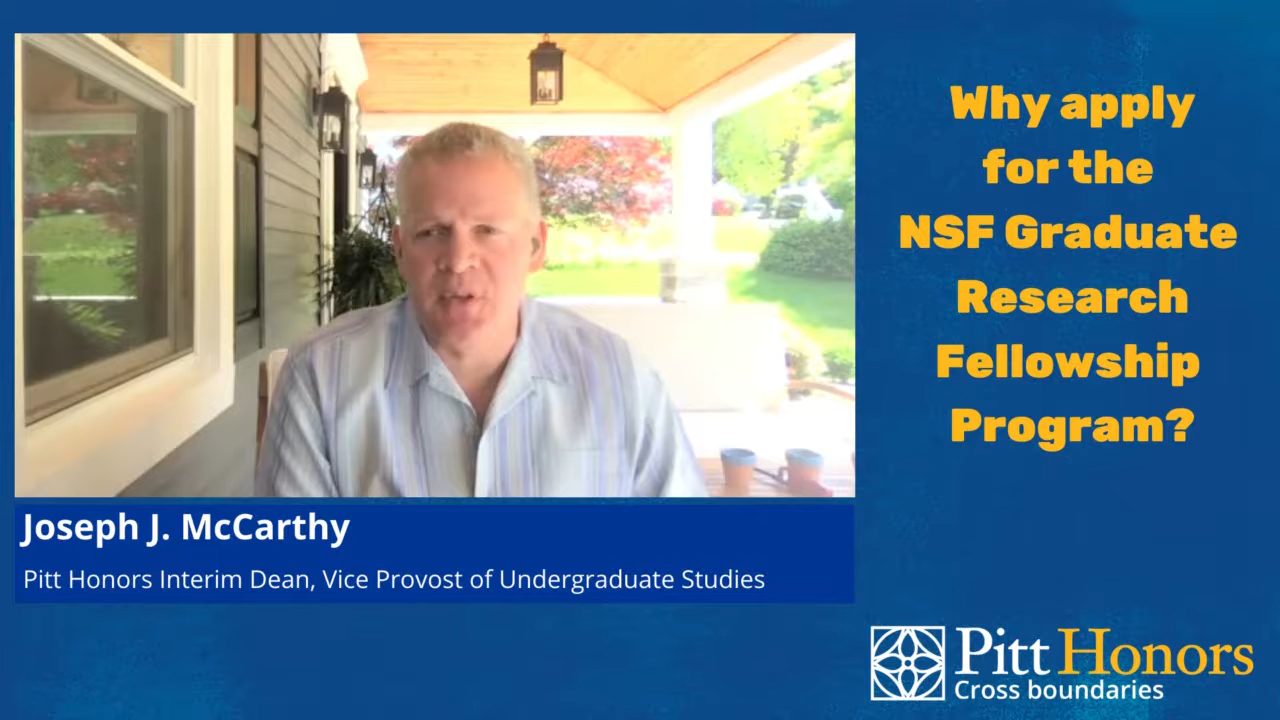 Why apply
for the
NSF Graduate
Research
Fellowship
Program?
Joseph J. McCarthy
Pitt Honors Interim Dean, Vice Provost of Undergraduate Studies
Pitt Honors
Cross boundaries